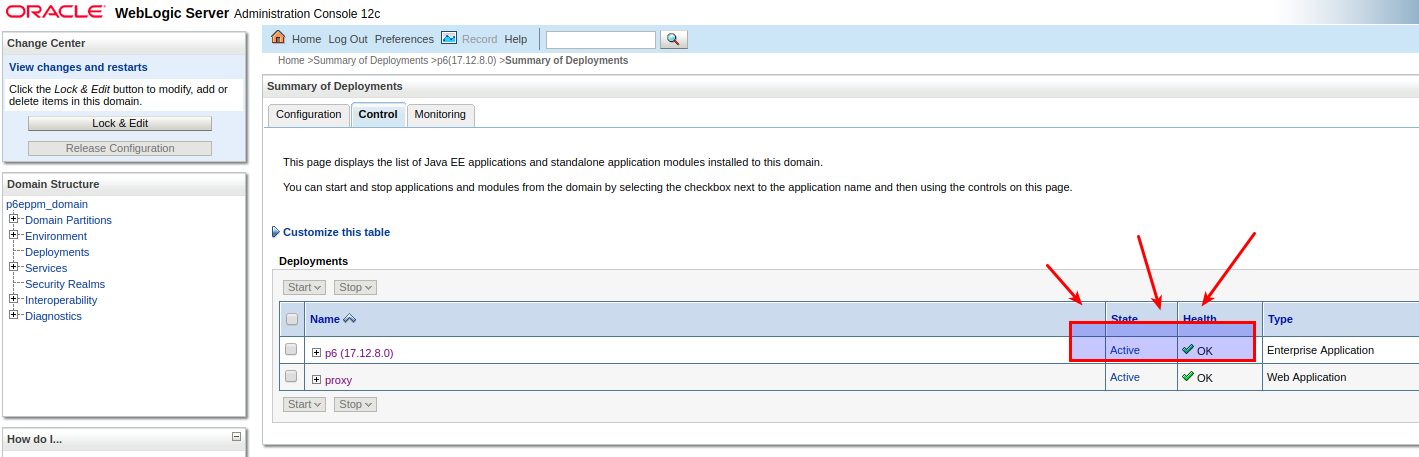 ORACLE WebLogic Server Administration Console 12c
Change Center
View changes and restarts
Click the Lock & Edit button to modify, add or
delete items in this domain.
Lock & Edit
Release Configuration
Domain Structure
p6eppm_domain
Domain Partitions
Environment
Deployments
Services
Security Realms
Interoperability
Diagnostics
How do I...
Home Log Out Preferences Record Help
Home >Summary of Deployments >p6(17.12.8.0) >Summary of Deployments
Summary of Deployments
Configuration Control Monitoring
This page displays the list of Java EE applications and standalone application modules installed to this domain.
You can start and stop applications and modules from the domain by selecting the checkbox next to the application name and then using the controls on this page.
Customize this table
Deployments
Start Stop
Name State Health Type
p6 (17.12.8.0) Active OK Enterprise Application
proxy Active OK Web Application
Start Stop